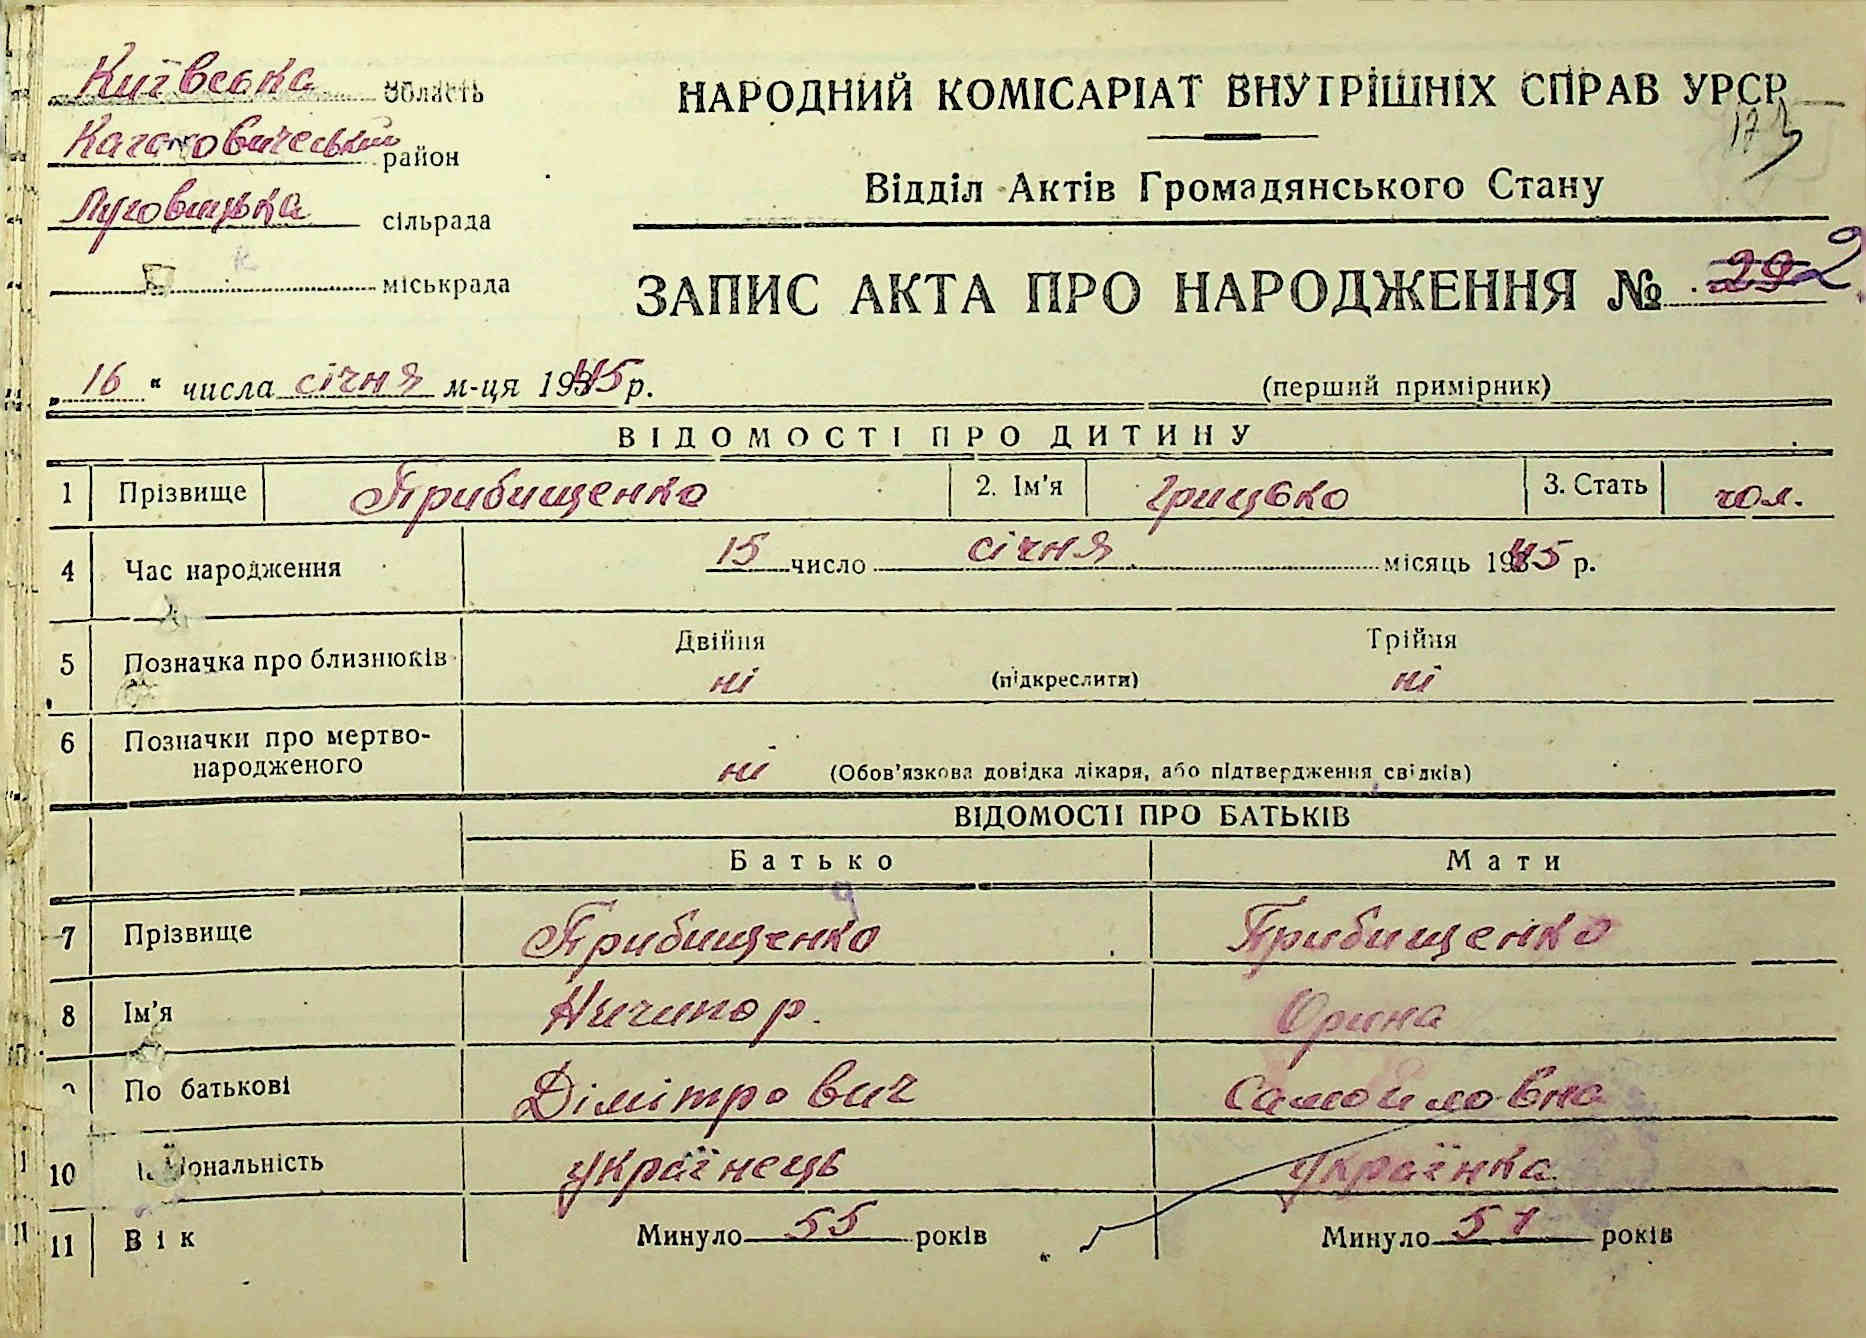 Київська область
Кагановичеський район
Луговицька сільрада
міськрада
НАРОДНИЙ КОМІСАРІАТ ВНУТРІШНІХ СПРАВ УРСР
173
Відділ Актів Громадянського Стану
ЗАПИС АКТА ПРО НАРОДЖЕННЯ № 2
„16“ числа січня м-ця 1945 р.
(перший примірник)
ВІДОМОСТІ ПРО ДИТИНУ
1 Прізвище Прибищенко 2. Ім'я Грицько 3. Стать чол.
4 Час народження 15 число січня місяць 1945 р.
5 Позначка про близнюків Двійня ні (підкреслити) Трійня ні
6 Позначки про мертво-
народженого ні (Обов'язкова довідка лікаря, або підтвердження свідків)
ВІДОМОСТІ ПРО БАТЬКІВ
Батько Мати
7 Прізвище Прибищенко Прибищенко
8 Ім'я Ничипор. Орина
По батькові Дімітрович Самойловна
10 Національність українець українка
11 Вік Минуло 55 років Минуло 51 років